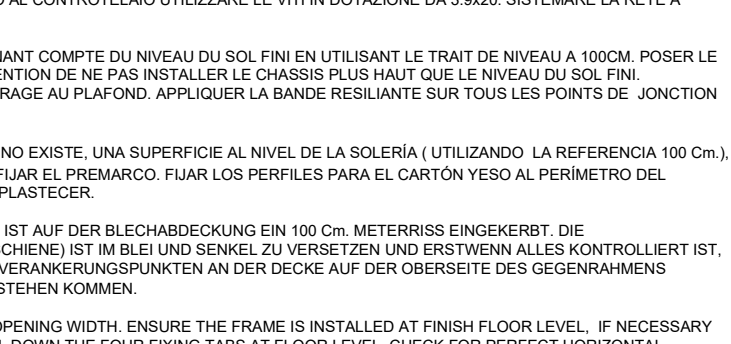 AL CONTROTELAIO UTILIZZARE LE VITI IN DOTAZIONE DA 3.9x20. SISTEMARE LA RETE A
NANT COMPTE DU NIVEAU DU SOL FINI EN UTILISANT LE TRAIT DE NIVEAU A 100CM. POSER LE
ENTION DE NE PAS INSTALLER LE CHASSIS PLUS HAUT QUE LE NIVEAU DU SOL FINI.
RAGE AU PLAFOND. APPLIQUER LA BANDE RESILIANTE SUR TOUS LES POINTS DE JONCTION
NO EXISTE, UNA SUPERFICIE AL NIVEL DE LA SOLERÍA ( UTILIZANDO LA REFERENCIA 100 Cm.),
FIJAR EL PREMARCO. FIJAR LOS PERFILES PARA EL CARTÓN YESO AL PERÍMETRO DEL
PLASTECER.
IST AUF DER BLECHABDECKUNG EIN 100 Cm. METERRISS EINGEKERBT. DIE
CHIENE) IST IM BLEI UND SENKEL ZU VERSETZEN UND ERSTWENN ALLES KONTROLLIERT IST,
VERANKERUNGSPUNKTEN AN DER DECKE AUF DER OBERSEITE DES GEGENRAHMENS
STEHEN KOMMEN.
OPENING WIDTH. ENSURE THE FRAME IS INSTALLED AT FINISH FLOOR LEVEL, IF NECESSARY
DOWN THE FOUR FIXING TABS AT FLOOR LEVEL. CHECK FOR PERFECT HORIZONTAL